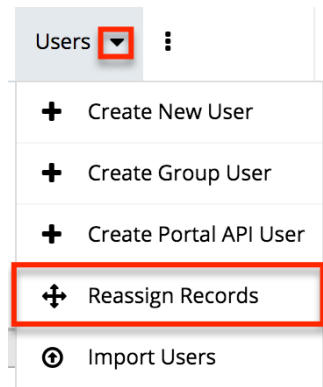 Users
Create New User
Create Group User
Create Portal API User
Reassign Records
Import Users